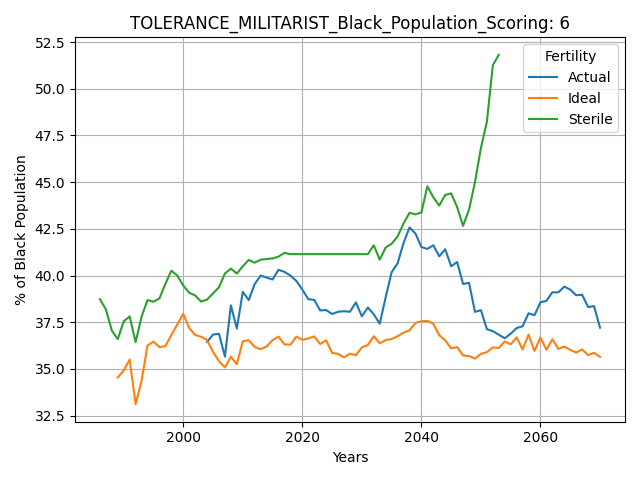 TOLERANCE_MILITARIST_Black_Population_Scoring: 6
% of Black Population
52.5
50.0
47.5
45.0
42.5
40.0
37.5
35.0
32.5
Fertility
Actual
Ideal
Sterile
2000
2020
2040
2060
Years